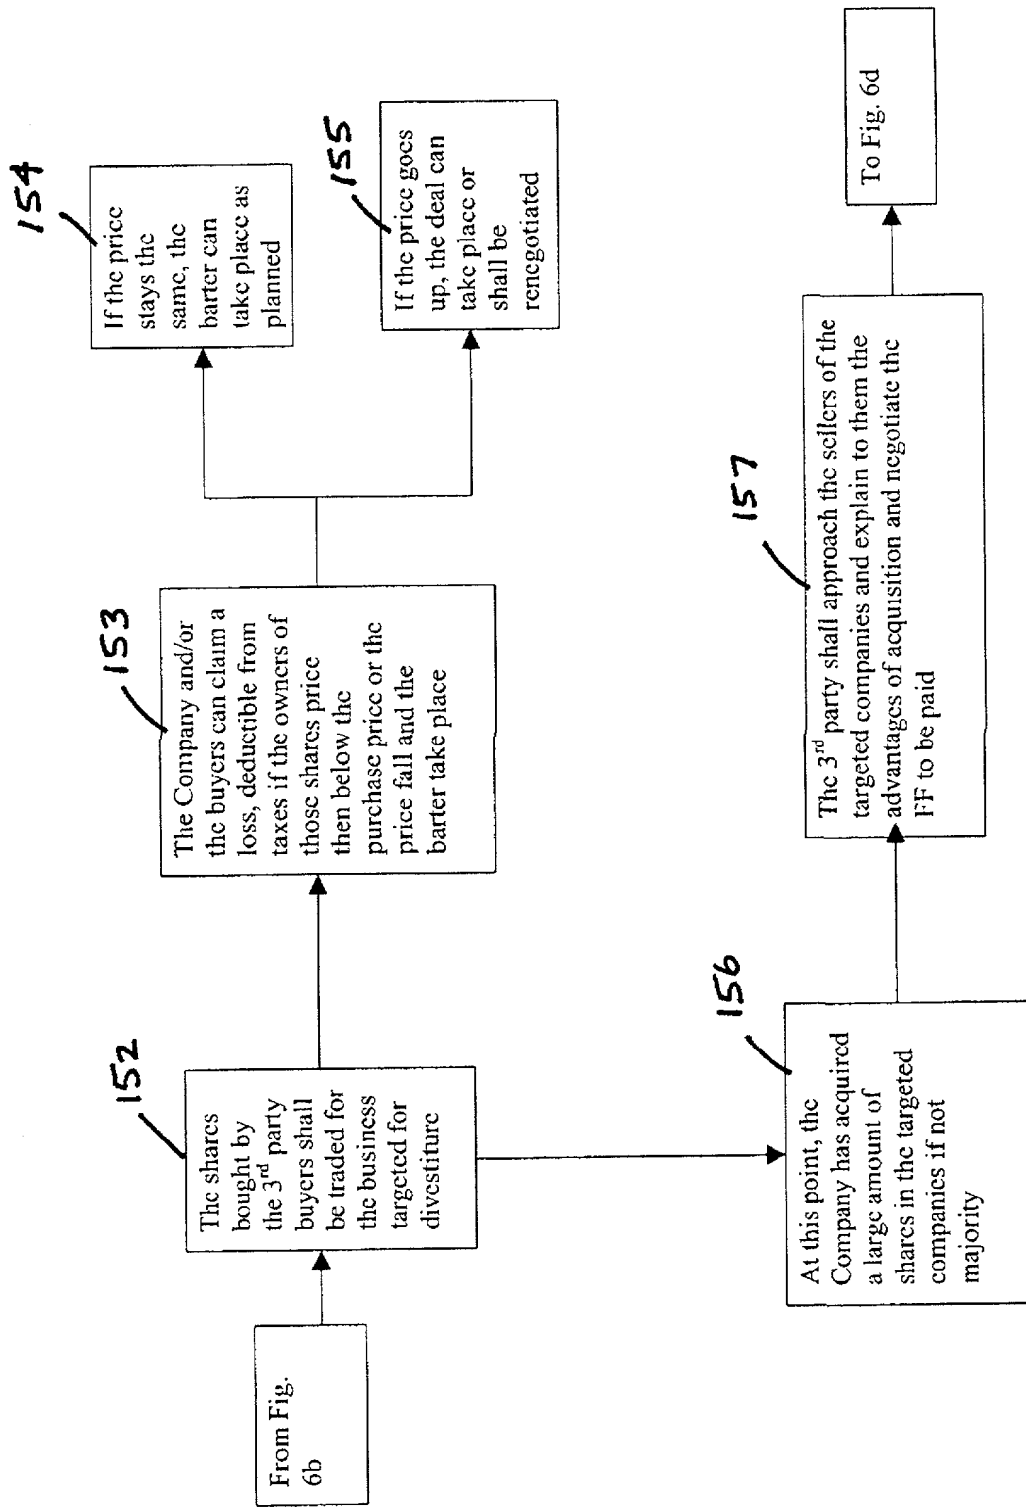 From Fig.
6b
152
The shares
bought by
the 3rd party
buyers shall
be traded for
the business
targeted for
divestiture
153
The Company and/or
the buyers can claim a
loss, deductible from
taxes if the owners of
those shares price
then below the
purchase price or the
price fall and the
barter take place
154
If the price
stays the
same, the
barter can
take place as
planned
155
If the price goes
up, the deal can
take place or
shall be
renegotiated
156
At this point, the
Company has acquired
a large amount of
shares in the targeted
companies if not
majority
157
The 3rd party shall approach the sellers of the
targeted companies and explain to them the
advantages of acquisition and negotiate the
FF to be paid
To Fig. 6d